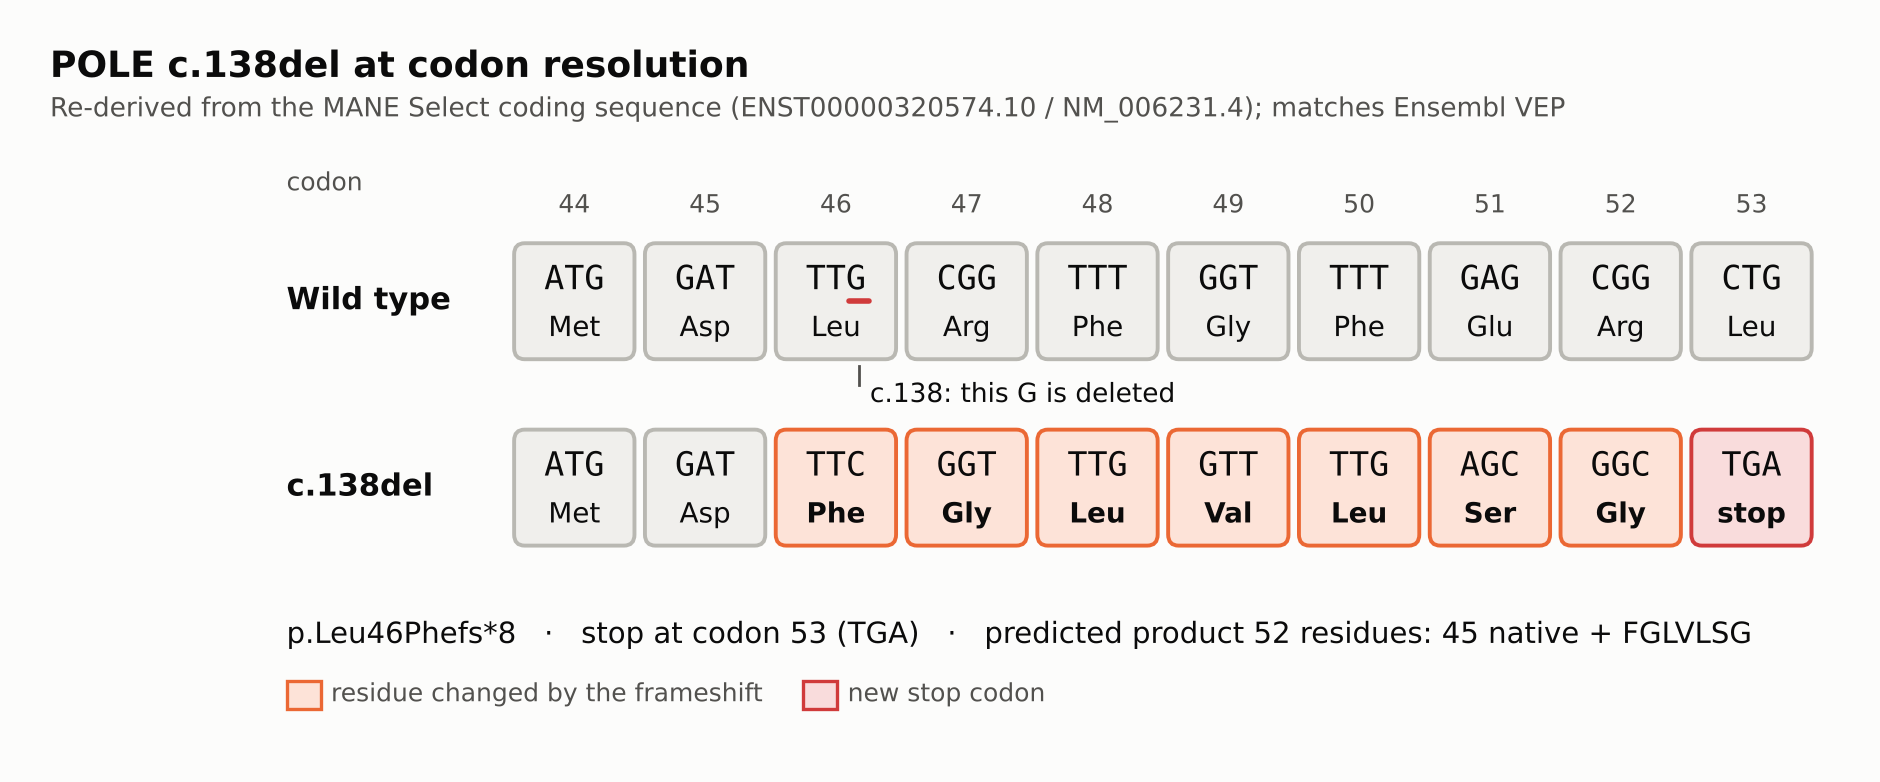 POLE c.138del at codon resolution
Re-derived from the MANE Select coding sequence (ENST00000320574.10 / NM_006231.4); matches Ensembl VEP
codon
44 45 46 47 48 49 50 51 52 53
Wild type
ATG GAT TTG CGG TTT GGT TTT GAG CGG CTG
Met Asp Leu Arg Phe Gly Phe Glu Arg Leu
c.138: this G is deleted
c.138del
ATG GAT TTC GGT TTG GTT TTG AGC GGC TGA
Met Asp Phe Gly Leu Val Leu Ser Gly stop
p.Leu46Phefs*8 · stop at codon 53 (TGA) · predicted product 52 residues: 45 native + FGLVLSG
residue changed by the frameshift new stop codon